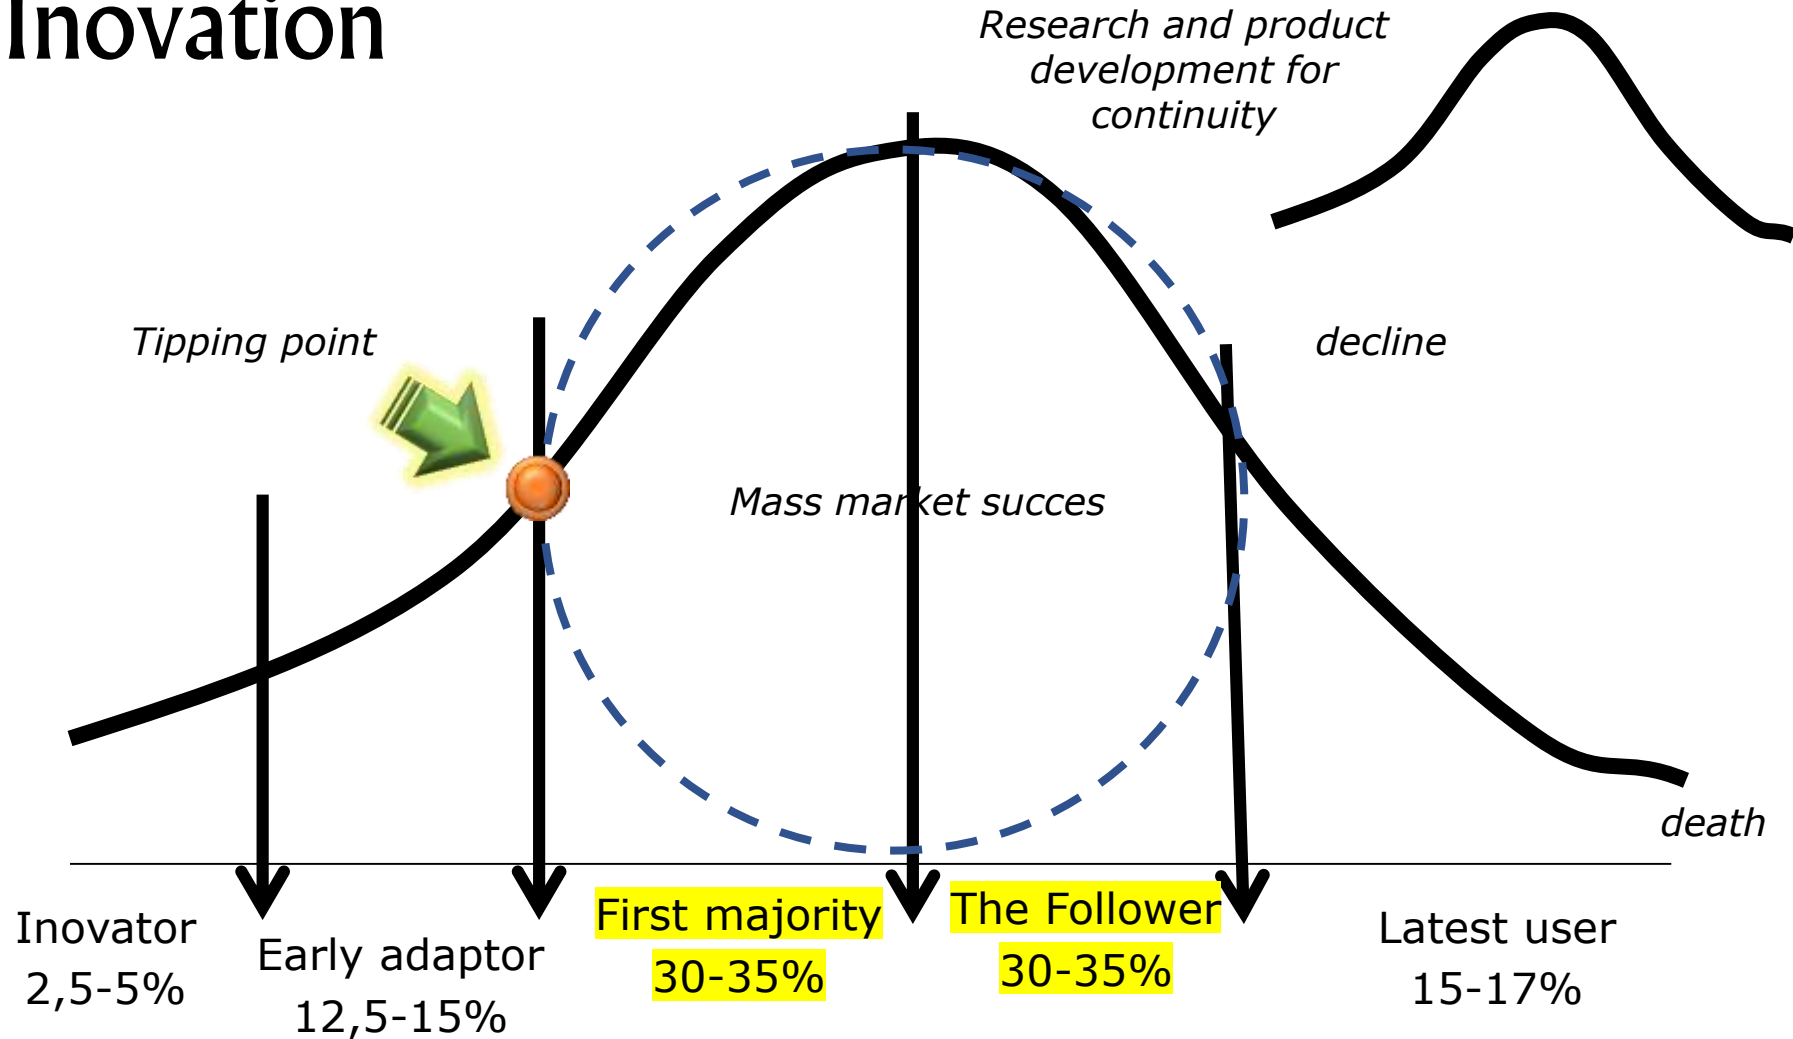 Inovation
Research and product
development for
continuity
Tipping point
decline
Mass market succes
death
Inovator
2,5-5%
Early adaptor
12,5-15%
First majority
30-35%
The Follower
30-35%
Latest user
15-17%